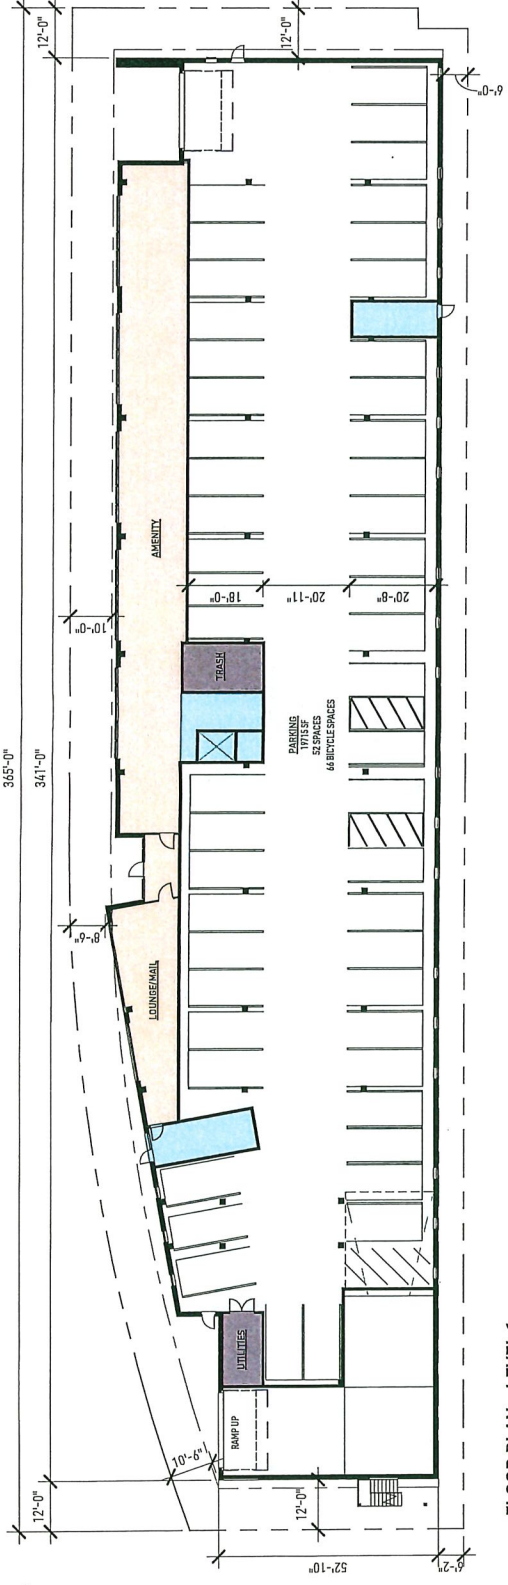 365'-0"
341'-0"
12'-0"
12'-0"
12'-0"
12'-0"
6'-0"
10'-0"
8'-6"
10'-9"
AMENITY
LOUNGE/MAIL
TRASH
UTILITIES
RAMP UP
PARKING
19715 SF
52 SPACES
66 BICYCLE SPACES
18'-0"
20'-11"
20'-8"
52'-10"
6'-2"